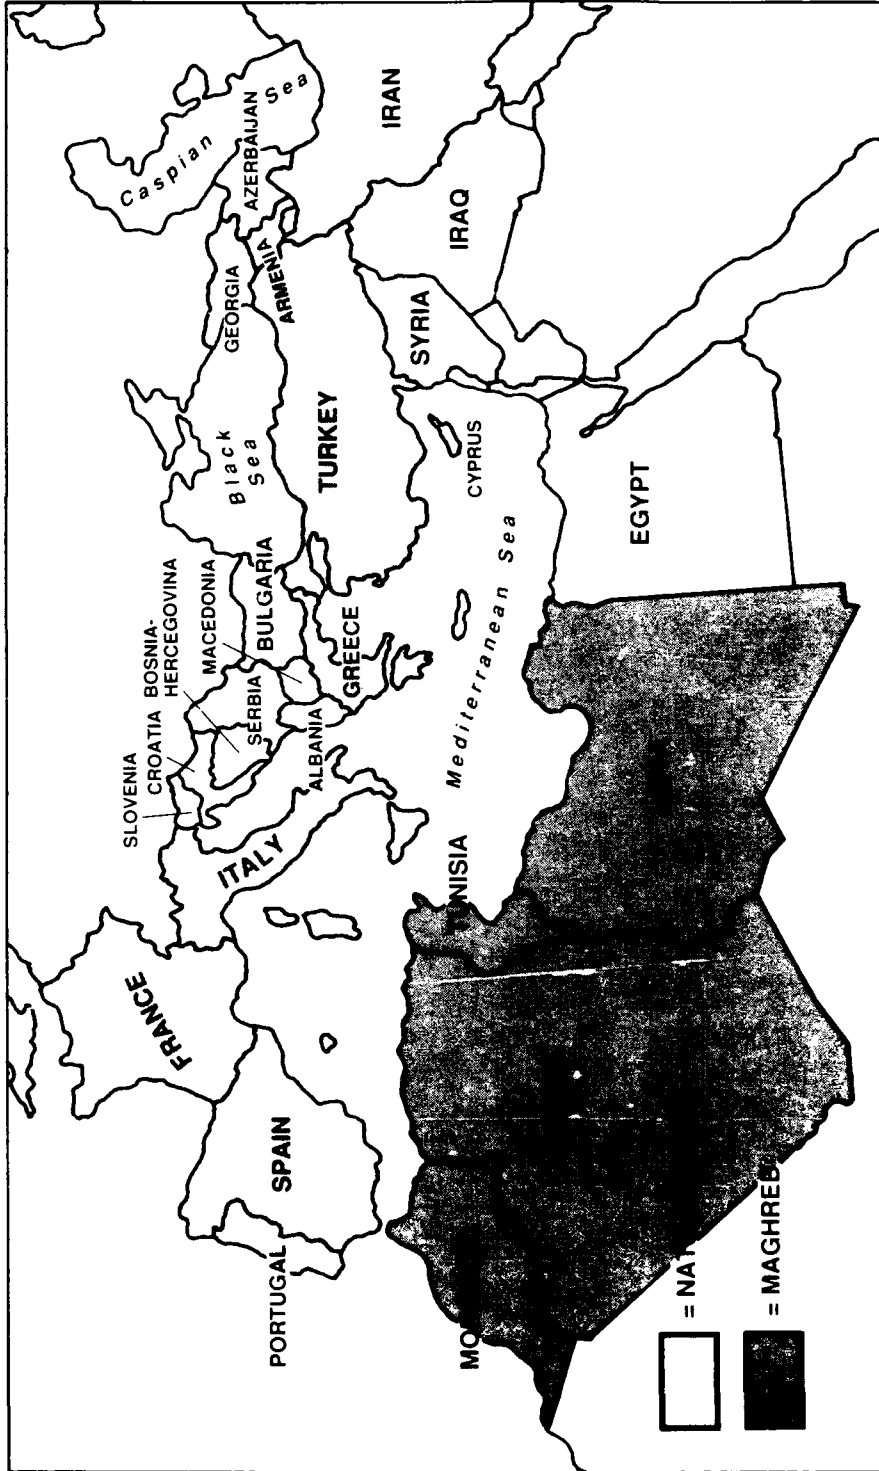 FRANCE
SPAIN
PORTUGAL
SLOVENIA
CROATIA
BOSNIA-
HERCEGOVINA
MACEDONIA
BULGARIA
SERBIA
ALBANIA
ITALY
GREECE
Black
Sea
TURKEY
GEORGIA
ARMENIA
AZERBAIJAN
Caspian Sea
IRAN
IRAQ
SYRIA
CYPRUS
Mediterranean Sea
EGYPT
TUNISIA
= MAGHREB